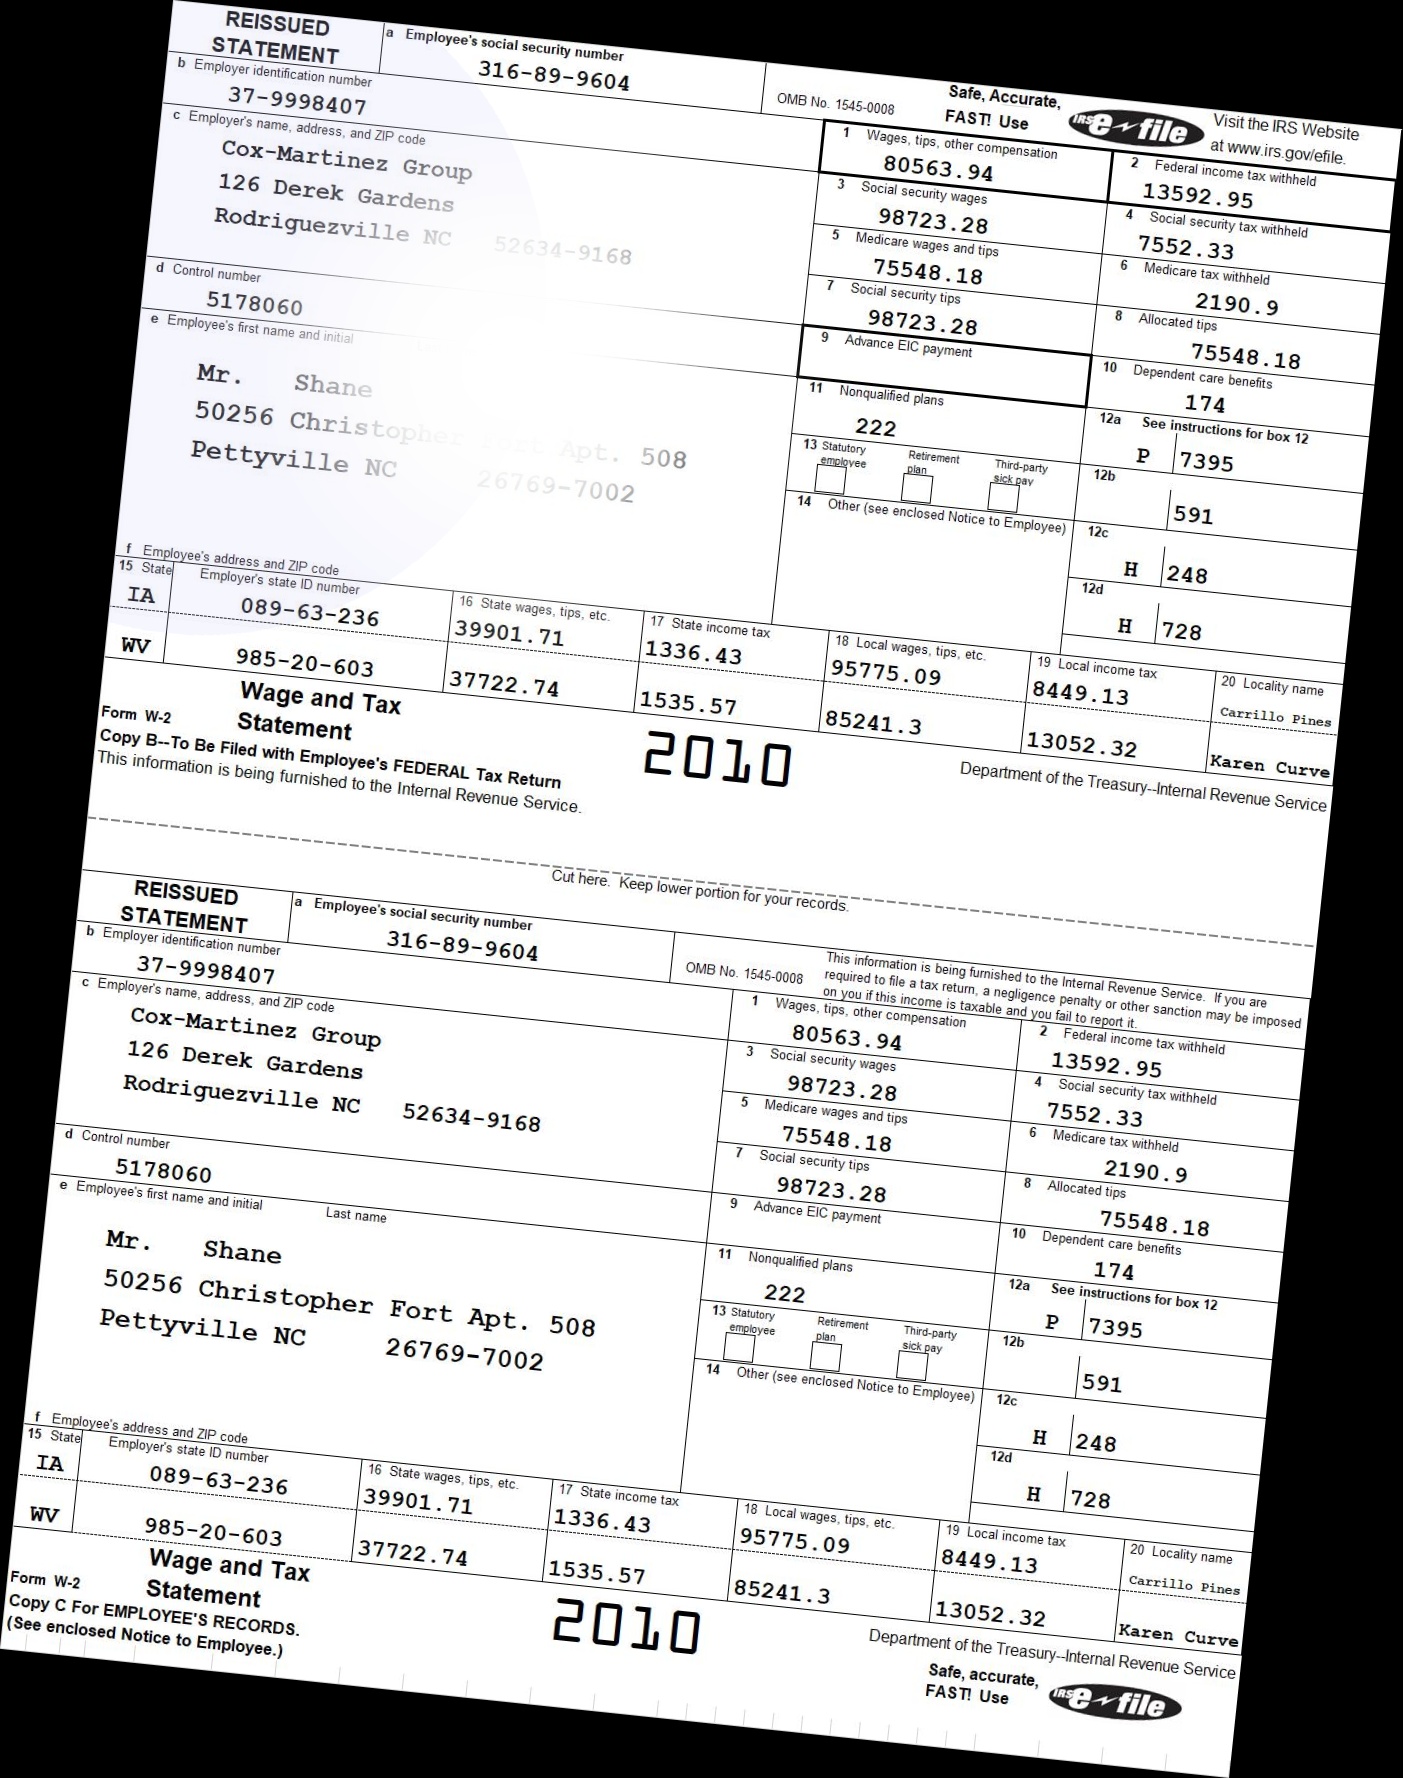 REISSUED
STATEMENT
a Employee's social security number
316-89-9604
OMB No. 1545-0008
Safe, Accurate,
FAST! Use
IRS e-file
Visit the IRS Website
at www.irs.gov/efile.
b Employer identification number
37-9998407
c Employer's name, address, and ZIP code
Cox-Martinez Group
126 Derek Gardens
Rodriguezville NC 52634-9168
1 Wages, tips, other compensation
80563.94
2 Federal income tax withheld
13592.95
3 Social security wages
98723.28
4 Social security tax withheld
7552.33
5 Medicare wages and tips
75548.18
6 Medicare tax withheld
2190.9
d Control number
5178060
7 Social security tips
98723.28
8 Allocated tips
75548.18
e Employee's first name and initial
Mr. Shane
50256 Christopher Fort Apt. 508
Pettyville NC 26769-7002
9 Advance EIC payment
10 Dependent care benefits
174
11 Nonqualified plans
222
12a See instructions for box 12
P 7395
13 Statutory employee
Retirement plan
Third-party sick pay
12b
591
14 Other (see enclosed Notice to Employee)
12c
H 248
12d
H 728
f Employee's address and ZIP code
15 State Employer's state ID number
16 State wages, tips, etc.
17 State income tax
18 Local wages, tips, etc.
19 Local income tax
20 Locality name
IA 089-63-236 39901.71 1336.43 95775.09 8449.13 Carrillo Pines
WV 985-20-603 37722.74 1535.57 85241.3 13052.32 Karen Curve
Form W-2
Wage and Tax
Statement
2010
Department of the Treasury--Internal Revenue Service
Copy B--To Be Filed with Employee's FEDERAL Tax Return
This information is being furnished to the Internal Revenue Service.
Cut here. Keep lower portion for your records.
REISSUED
STATEMENT
a Employee's social security number
316-89-9604
OMB No. 1545-0008
This information is being furnished to the Internal Revenue Service. If you are
required to file a tax return, a negligence penalty or other sanction may be imposed
on you if this income is taxable and you fail to report it.
b Employer identification number
37-9998407
c Employer's name, address, and ZIP code
Cox-Martinez Group
126 Derek Gardens
Rodriguezville NC 52634-9168
1 Wages, tips, other compensation
80563.94
2 Federal income tax withheld
13592.95
3 Social security wages
98723.28
4 Social security tax withheld
7552.33
5 Medicare wages and tips
75548.18
6 Medicare tax withheld
2190.9
d Control number
5178060
7 Social security tips
98723.28
8 Allocated tips
75548.18
e Employee's first name and initial Last name
Mr. Shane
50256 Christopher Fort Apt. 508
Pettyville NC 26769-7002
9 Advance EIC payment
10 Dependent care benefits
174
11 Nonqualified plans
222
12a See instructions for box 12
P 7395
13 Statutory employee
Retirement plan
Third-party sick pay
12b
591
14 Other (see enclosed Notice to Employee)
12c
H 248
12d
H 728
f Employee's address and ZIP code
15 State Employer's state ID number
16 State wages, tips, etc.
17 State income tax
18 Local wages, tips, etc.
19 Local income tax
20 Locality name
IA 089-63-236 39901.71 1336.43 95775.09 8449.13 Carrillo Pines
WV 985-20-603 37722.74 1535.57 85241.3 13052.32 Karen Curve
Form W-2
Wage and Tax
Statement
2010
Department of the Treasury--Internal Revenue Service
Copy C For EMPLOYEE'S RECORDS.
(See enclosed Notice to Employee.)
Safe, accurate,
FAST! Use
IRS e-file